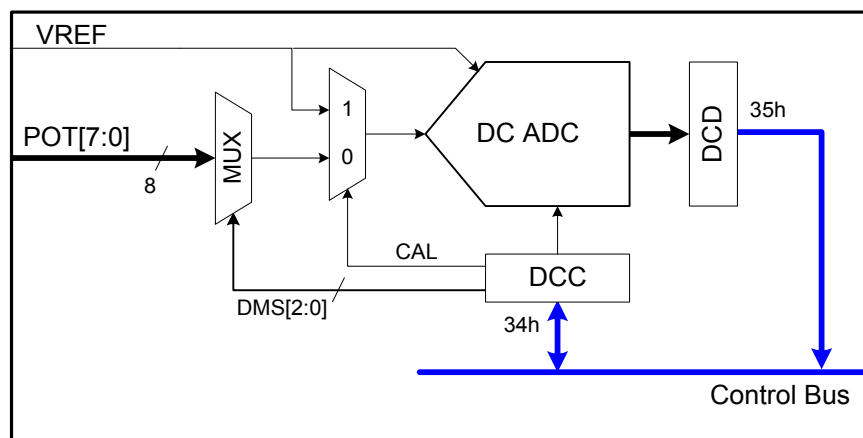 VREF
POT[7:0]
8
MUX
1
0
DC ADC
DCD
35h
CAL
DMS[2:0]
DCC
34h
Control Bus